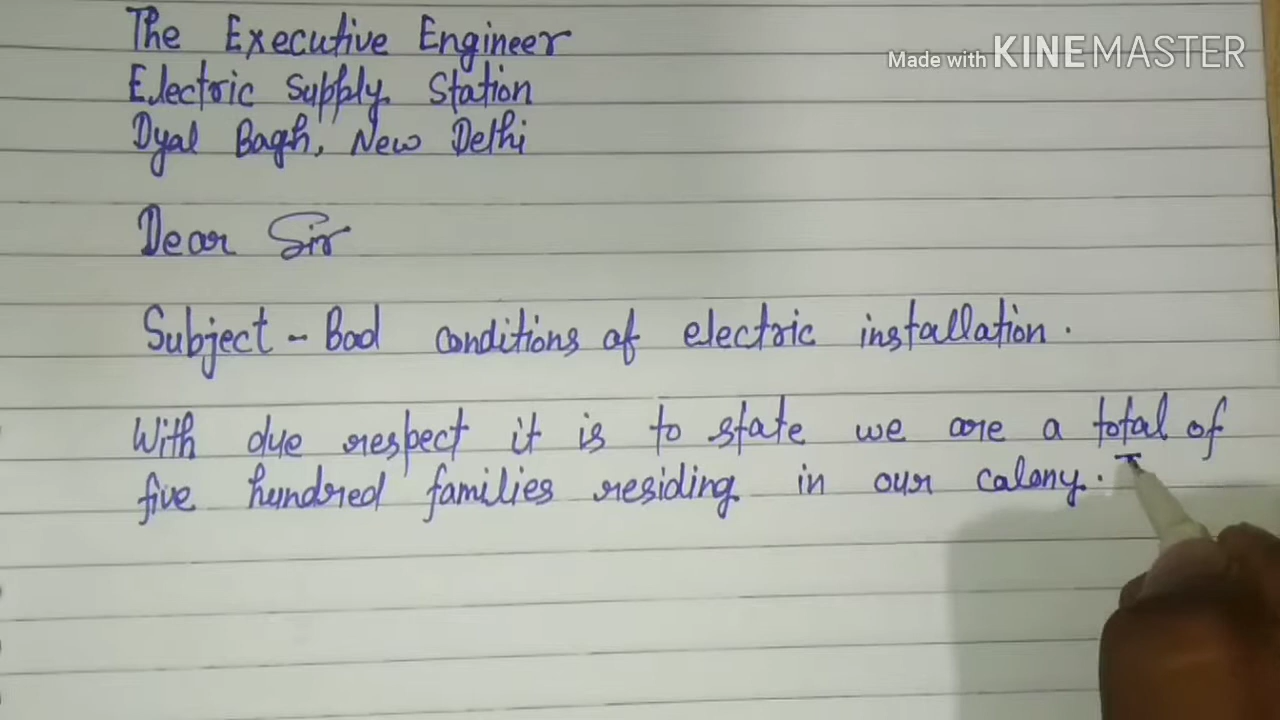 The Executive Engineer
Made with KINEMASTER
Electric Supply Station
Dyal Bagh, New Delhi
Dear Sir
Subject - Bad conditions of electric installation.
With due respect it is to state we are a total of
five hundred families residing in our calony. T